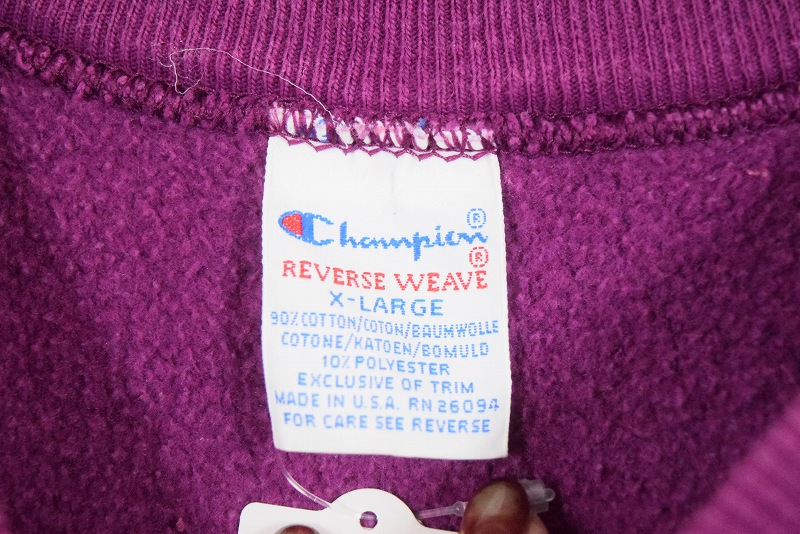 Champion®
REVERSE WEAVE®
X-LARGE
90% COTTON/COTON/BAUMWOLLE
COTONE/KATOEN/BOMULD
10% POLYESTER
EXCLUSIVE OF TRIM
MADE IN U.S.A. RN 26094
FOR CARE SEE REVERSE